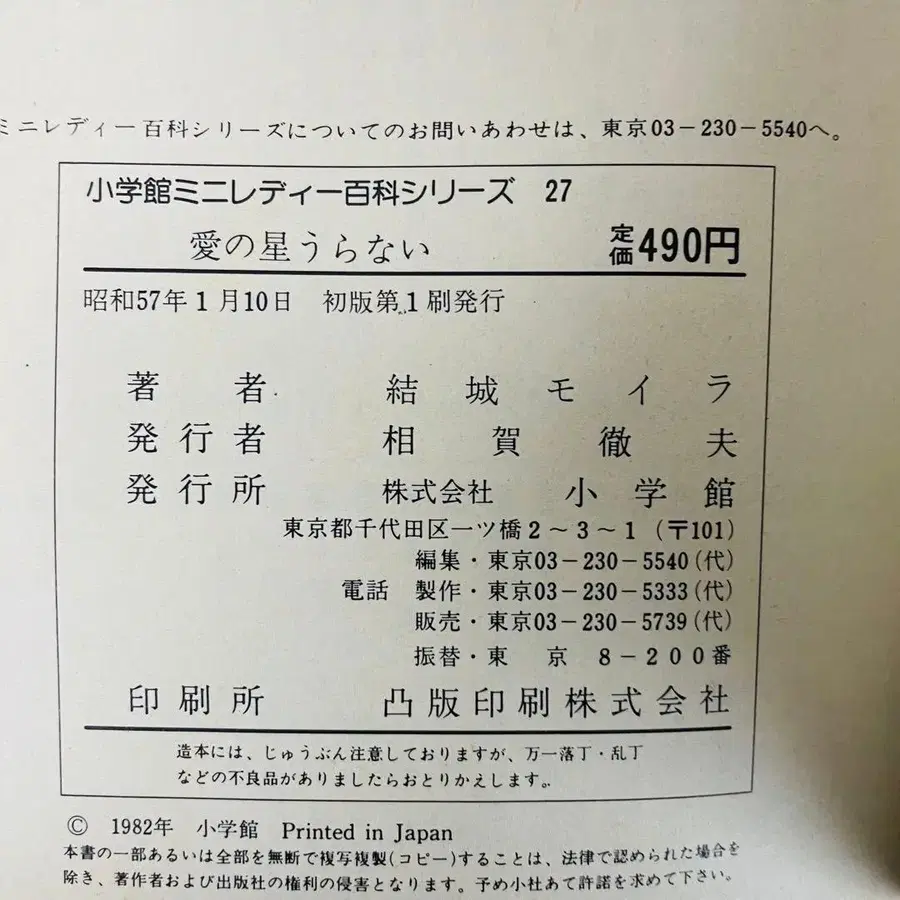 ミニレディー百科シリーズについてのお問いあわせは、東京03-230-5540へ。
小学館ミニレディー百科シリーズ 27
愛の星うらない 定価490円
昭和57年1月10日 初版第1刷発行
著者 結城モイラ
発行者 相賀徹夫
発行所 株式会社 小学館
東京都千代田区一ツ橋2~3~1(〒101)
編集・東京03-230-5540(代)
電話 製作・東京03-230-5333(代)
販売・東京03-230-5739(代)
振替・東京 8-200番
印刷所 凸版印刷株式会社
造本には、じゅうぶん注意しておりますが、万一落丁・乱丁
などの不良品がありましたらおとりかえします。
© 1982年 小学館 Printed in Japan
本書の一部あるいは全部を無断で複写複製(コピー)することは、法律で認められた場合を
除き、著作者および出版社の権利の侵害となります。予め小社あて許諾を求めて下さい。